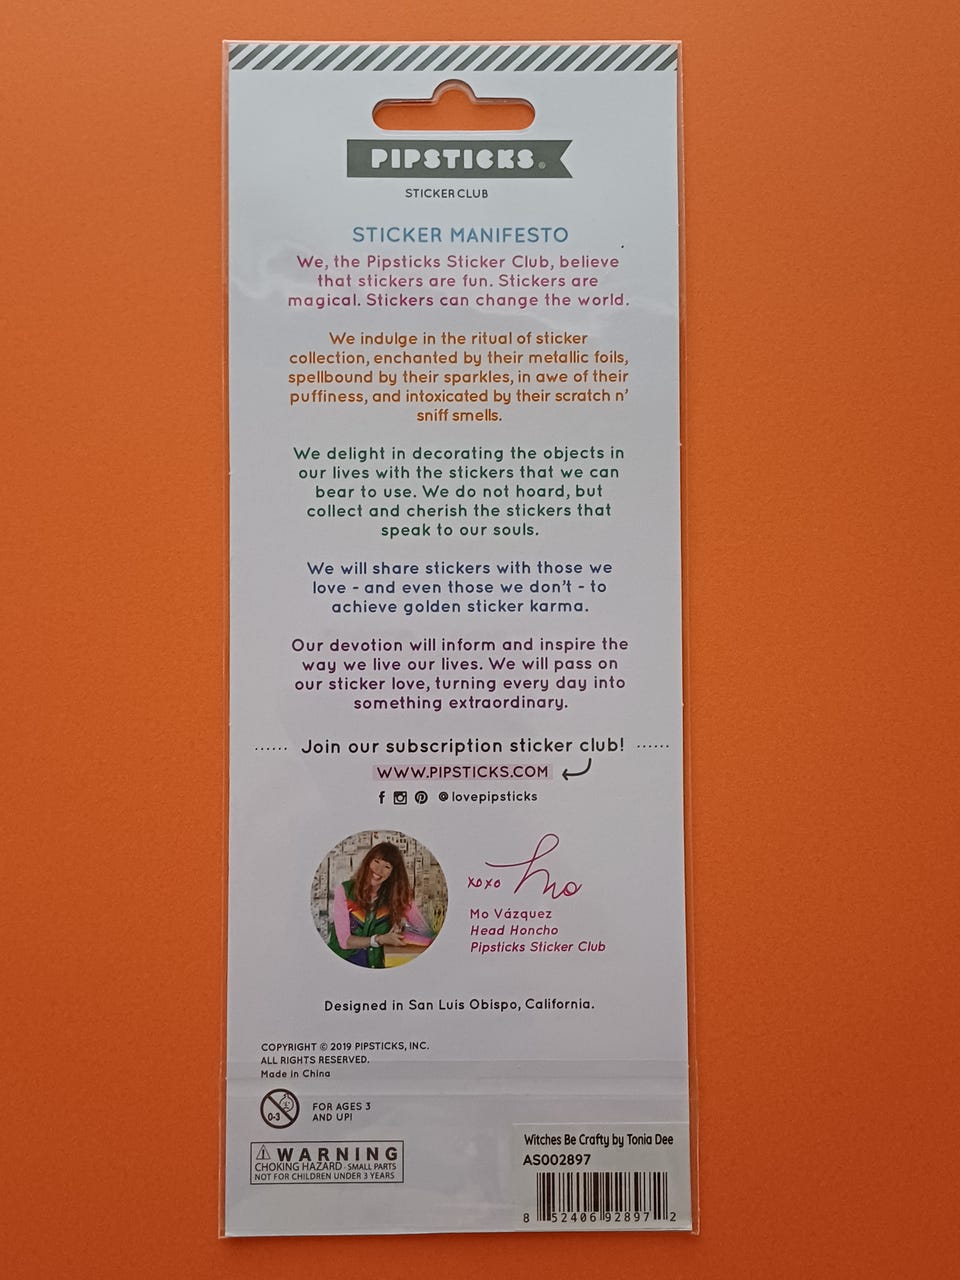 PIPSTICKS®
STICKER CLUB
STICKER MANIFESTO
We, the Pipsticks Sticker Club, believe
that stickers are fun. Stickers are
magical. Stickers can change the world.
We indulge in the ritual of sticker
collection, enchanted by their metallic foils,
spellbound by their sparkles, in awe of their
puffiness, and intoxicated by their scratch n'
sniff smells.
We delight in decorating the objects in
our lives with the stickers that we can
bear to use. We do not hoard, but
collect and cherish the stickers that
speak to our souls.
We will share stickers with those we
love - and even those we don't - to
achieve golden sticker karma.
Our devotion will inform and inspire the
way we live our lives. We will pass on
our sticker love, turning every day into
something extraordinary.
Join our subscription sticker club!
WWW.PIPSTICKS.COM
@lovepipsticks
xoxo Mo
Mo Vázquez
Head Honcho
Pipsticks Sticker Club
Designed in San Luis Obispo, California.
COPYRIGHT © 2019 PIPSTICKS, INC.
ALL RIGHTS RESERVED.
Made in China
0-3
FOR AGES 3
AND UP!
WARNING
CHOKING HAZARD - SMALL PARTS
NOT FOR CHILDREN UNDER 3 YEARS
Witches Be Crafty by Tonia Dee
AS002897
8 52406 92897 2